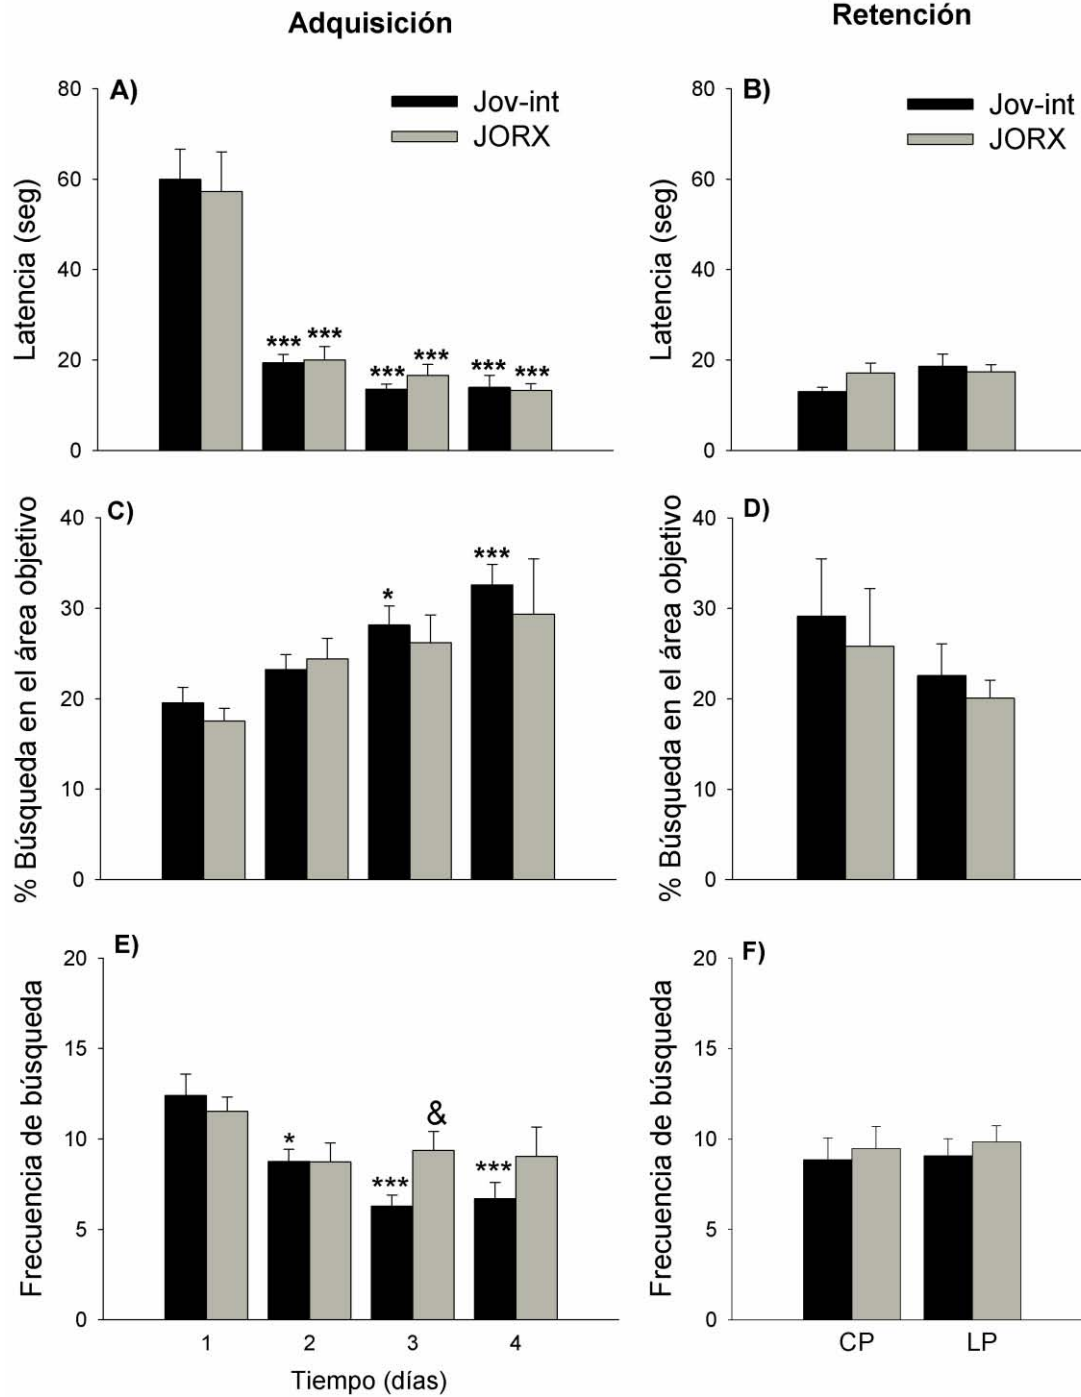 Adquisición
Retención
A)
Jov-int
JORX
80
60
40
20
0
Latencia (seg)
***
***
***
***
***
***
B)
Jov-int
JORX
80
60
40
20
0
Latencia (seg)
C)
40
30
20
10
0
% Búsqueda en el área objetivo
*
***
D)
40
30
20
10
0
% Búsqueda en el área objetivo
E)
20
15
10
5
0
Frecuencia de búsqueda
*
***
&
***
1
2
3
4
Tiempo (días)
F)
20
15
10
5
0
Frecuencia de búsqueda
CP
LP